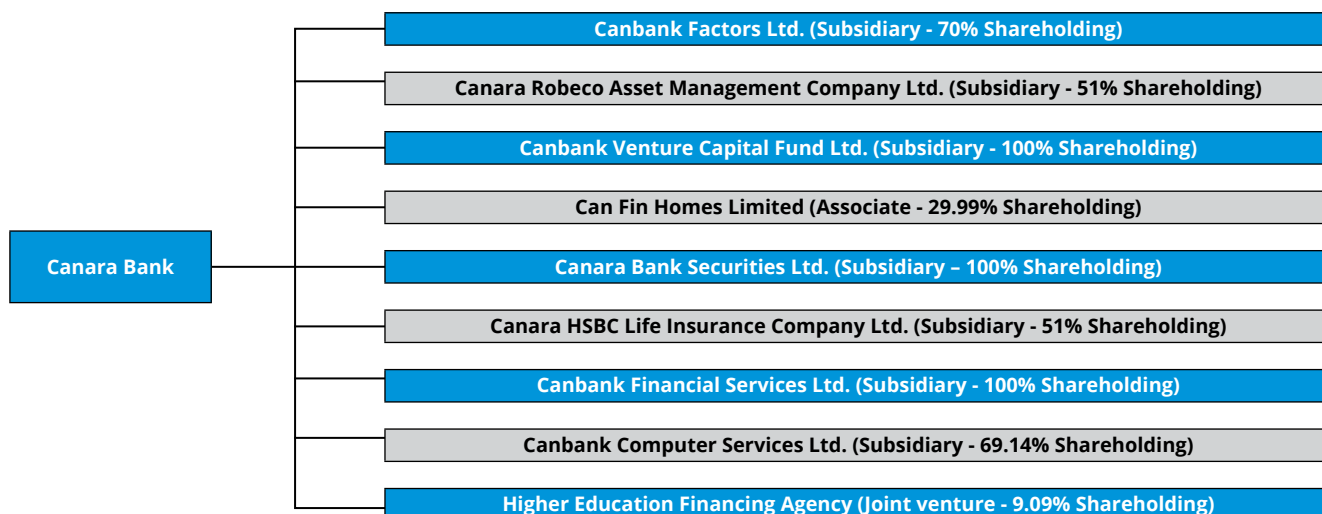 Canbank Factors Ltd. (Subsidiary - 70% Shareholding)
Canara Robeco Asset Management Company Ltd. (Subsidiary - 51% Shareholding)
Canbank Venture Capital Fund Ltd. (Subsidiary - 100% Shareholding)
Can Fin Homes Limited (Associate - 29.99% Shareholding)
Canara Bank
Canara Bank Securities Ltd. (Subsidiary – 100% Shareholding)
Canara HSBC Life Insurance Company Ltd. (Subsidiary - 51% Shareholding)
Canbank Financial Services Ltd. (Subsidiary - 100% Shareholding)
Canbank Computer Services Ltd. (Subsidiary - 69.14% Shareholding)
Higher Education Financing Agency (Joint venture - 9.09% Shareholding)